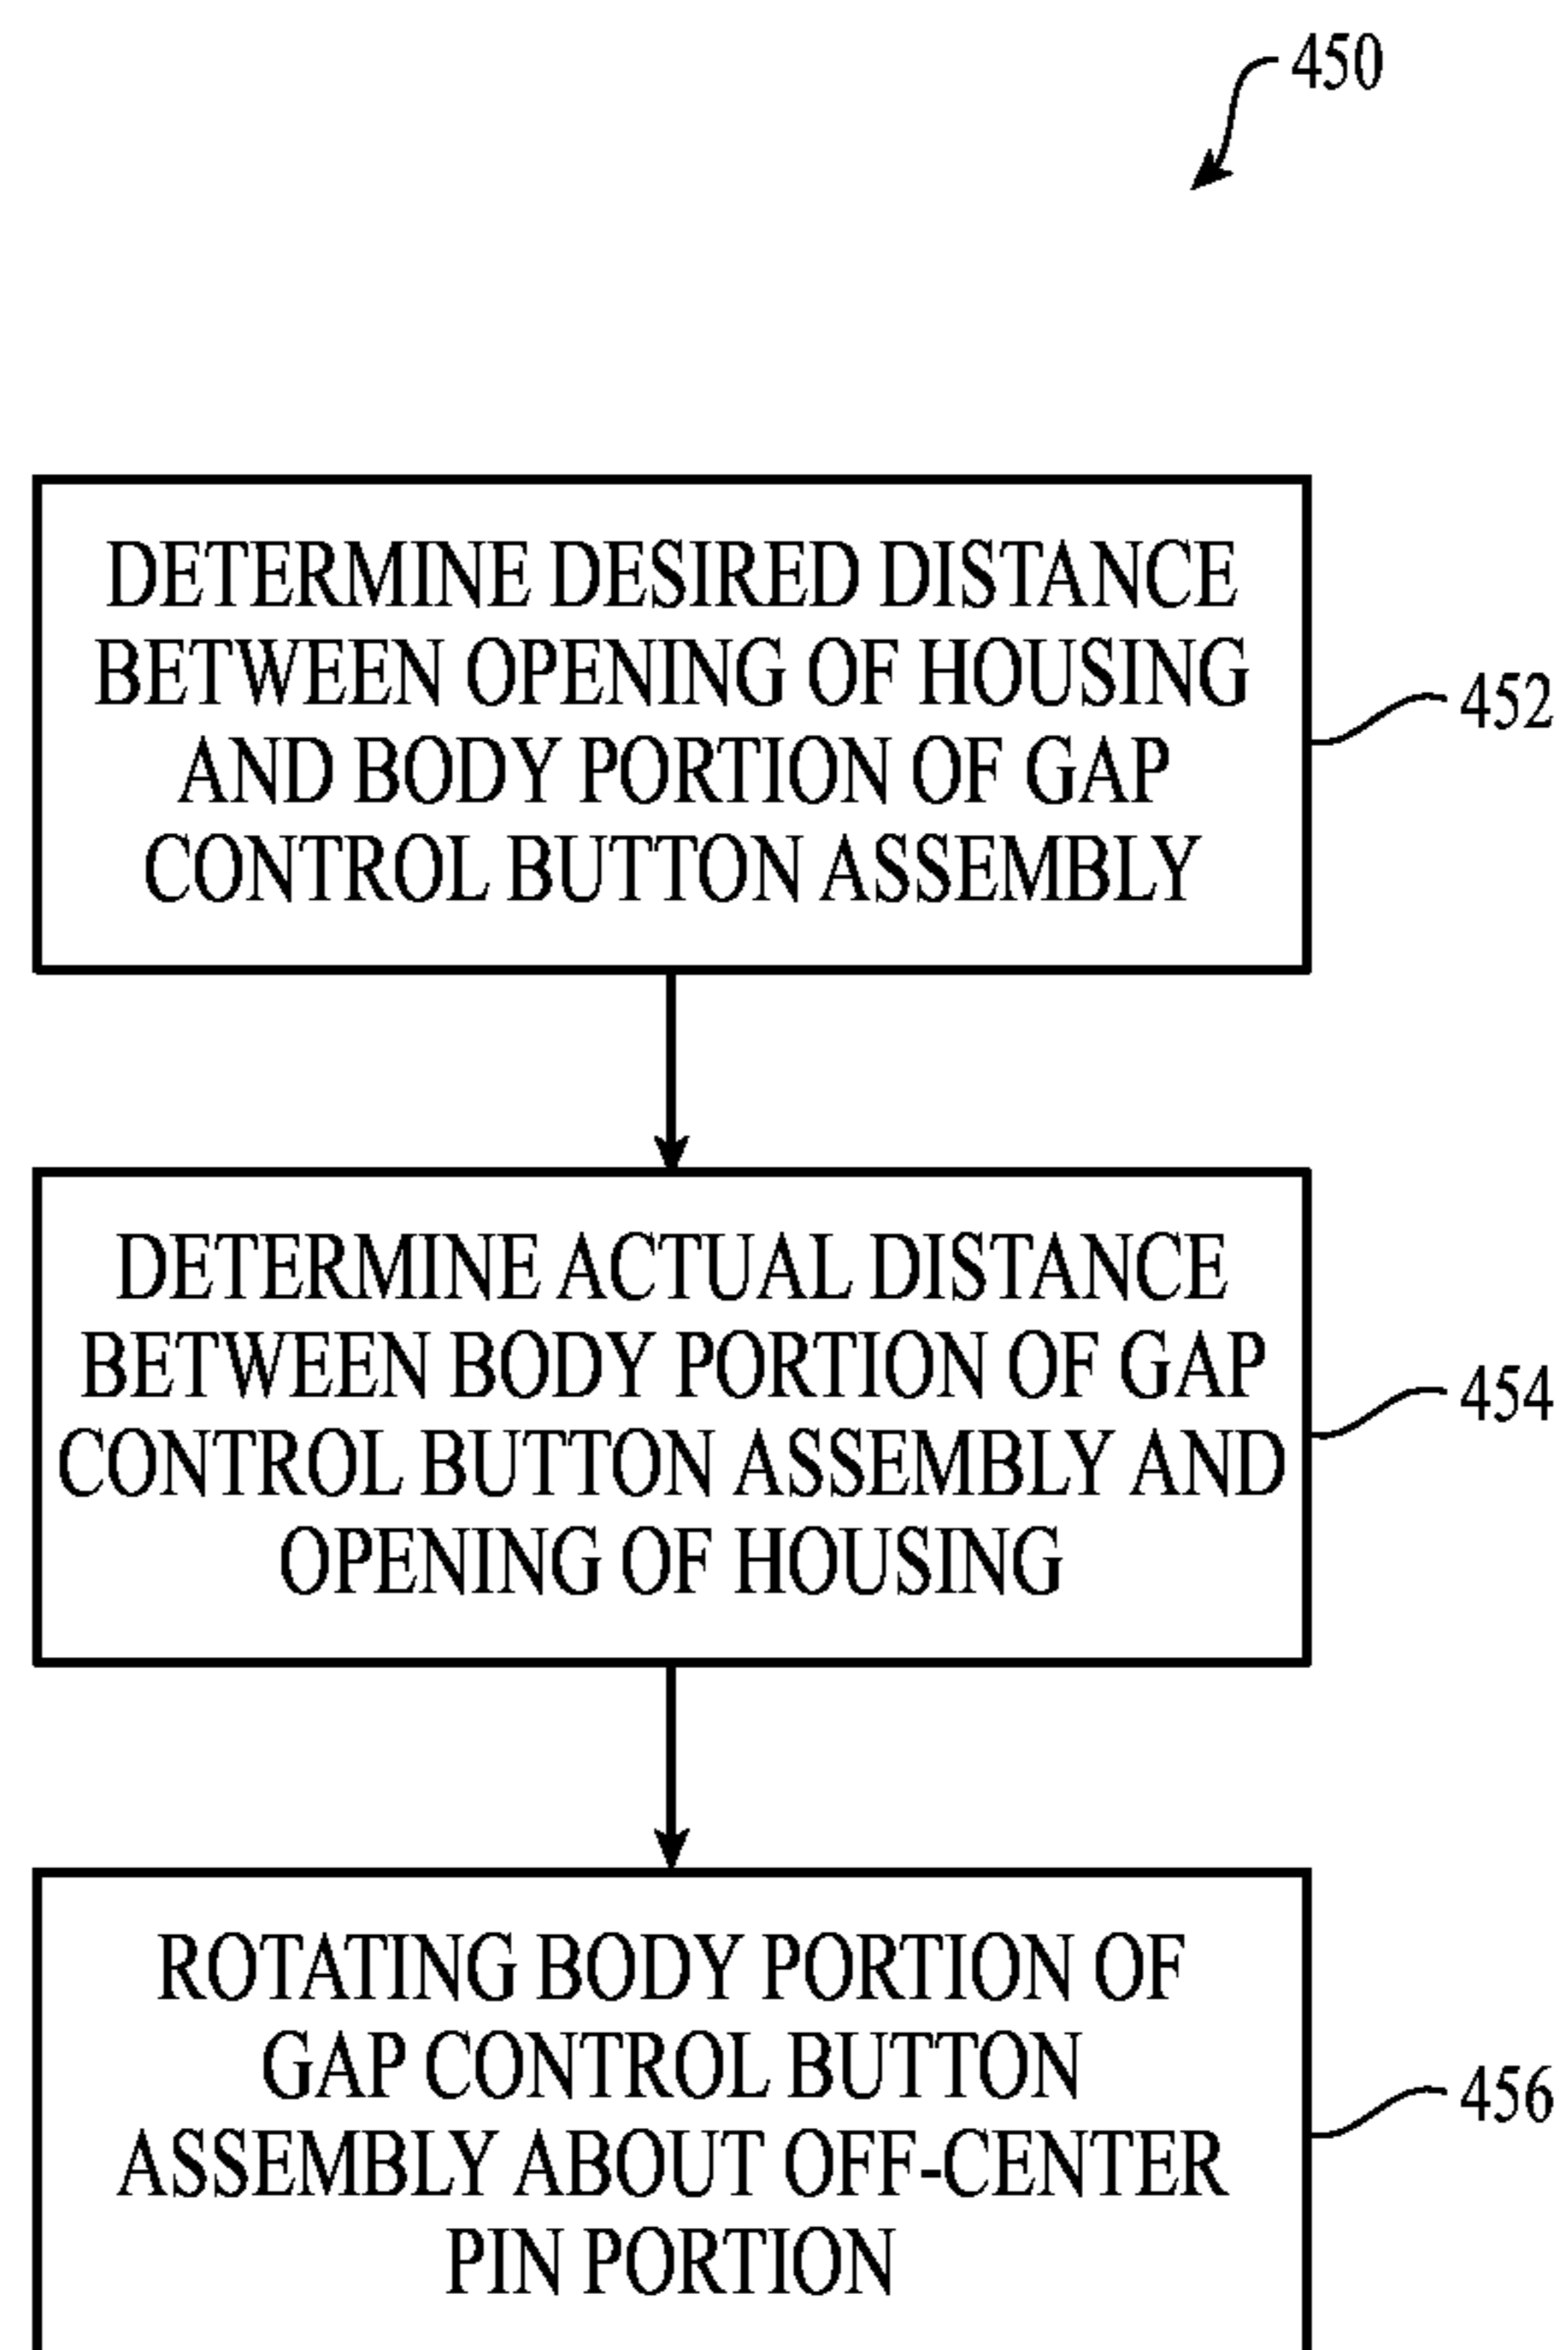 450
DETERMINE DESIRED DISTANCE
BETWEEN OPENING OF HOUSING
AND BODY PORTION OF GAP
CONTROL BUTTON ASSEMBLY
452
DETERMINE ACTUAL DISTANCE
BETWEEN BODY PORTION OF GAP
CONTROL BUTTON ASSEMBLY AND
OPENING OF HOUSING
454
ROTATING BODY PORTION OF
GAP CONTROL BUTTON
ASSEMBLY ABOUT OFF-CENTER
PIN PORTION
456